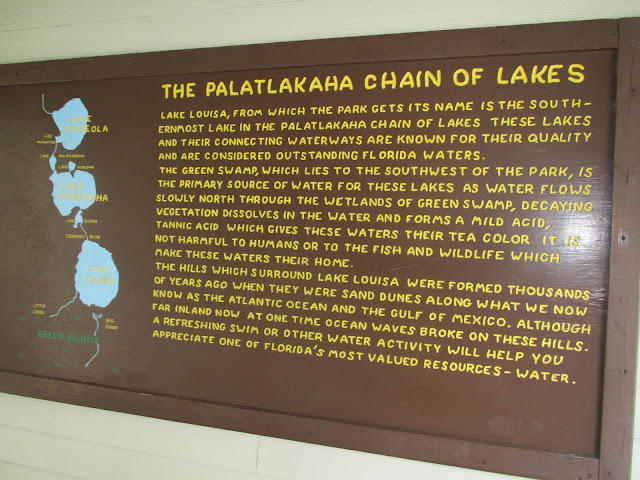 THE PALATLAKAHA CHAIN OF LAKES
LAKE LOUISA, FROM WHICH THE PARK GETS ITS NAME IS THE SOUTH-
ERNMOST LAKE IN THE PALATLAKAHA CHAIN OF LAKES THESE LAKES
AND THEIR CONNECTING WATERWAYS ARE KNOWN FOR THEIR QUALITY
AND ARE CONSIDERED OUTSTANDING FLORIDA WATERS.
THE GREEN SWAMP, WHICH LIES TO THE SOUTHWEST OF THE PARK, IS
THE PRIMARY SOURCE OF WATER FOR THESE LAKES AS WATER FLOWS
SLOWLY NORTH THROUGH THE WETLANDS OF GREEN SWAMP, DECAYING
VEGETATION DISSOLVES IN THE WATER AND FORMS A MILD ACID,
TANNIC ACID WHICH GIVES THESE WATERS THEIR TEA COLOR IT IS
NOT HARMFUL TO HUMANS OR TO THE FISH AND WILDLIFE WHICH
MAKE THESE WATERS THEIR HOME.
THE HILLS WHICH SURROUND LAKE LOUISA WERE FORMED THOUSANDS
OF YEARS AGO WHEN THEY WERE SAND DUNES ALONG WHAT WE NOW
KNOW AS THE ATLANTIC OCEAN AND THE GULF OF MEXICO. ALTHOUGH
FAR INLAND NOW AT ONE TIME OCEAN WAVES BROKE ON THESE HILLS.
A REFRESHING SWIM OR OTHER WATER ACTIVITY WILL HELP YOU
APPRECIATE ONE OF FLORIDA'S MOST VALUED RESOURCES- WATER.
LAKE
LAKE
LAKE
LITTLE
CREEK
BIG
CREEK
GREEN SWAMP